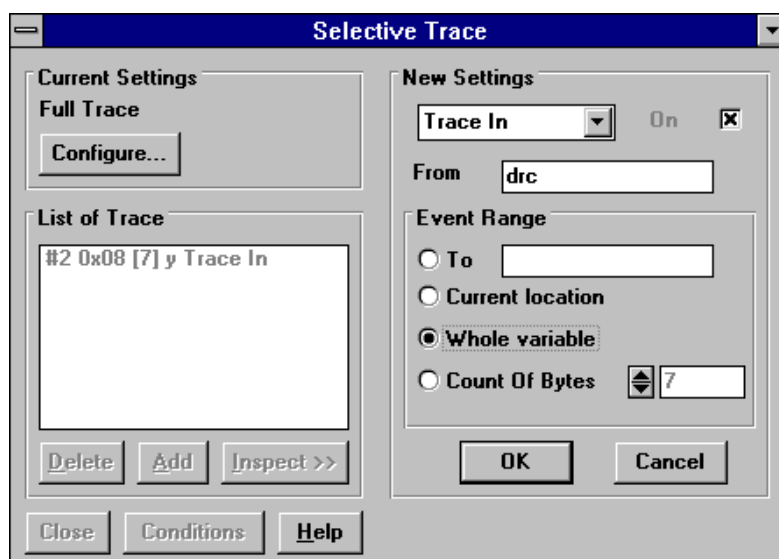 Selective Trace
Current Settings
Full Trace
Configure...
List of Trace
#2 0x08 [7] y Trace In
Delete Add Inspect >>
Close Conditions Help
New Settings
Trace In On
From drc
Event Range
To
Current location
Whole variable
Count Of Bytes 7
OK Cancel